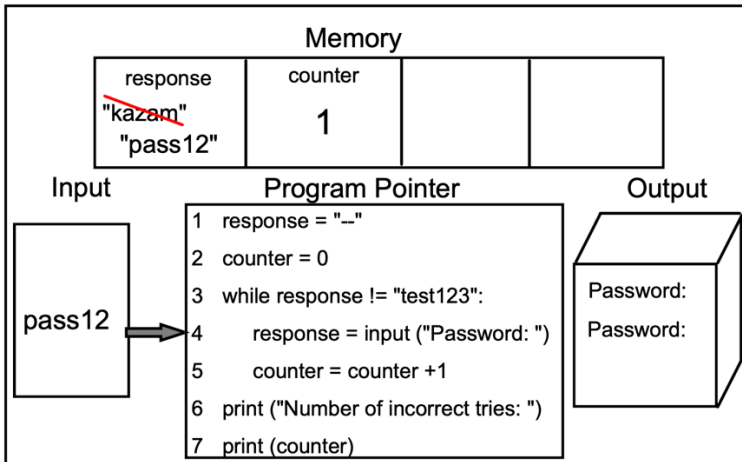 Memory
response
"kazam"
"pass12"
counter
1
Input
pass12
Program Pointer
1 response = "--"
2 counter = 0
3 while response != "test123":
4 response = input ("Password: ")
5 counter = counter +1
6 print ("Number of incorrect tries: ")
7 print (counter)
Output
Password:
Password: